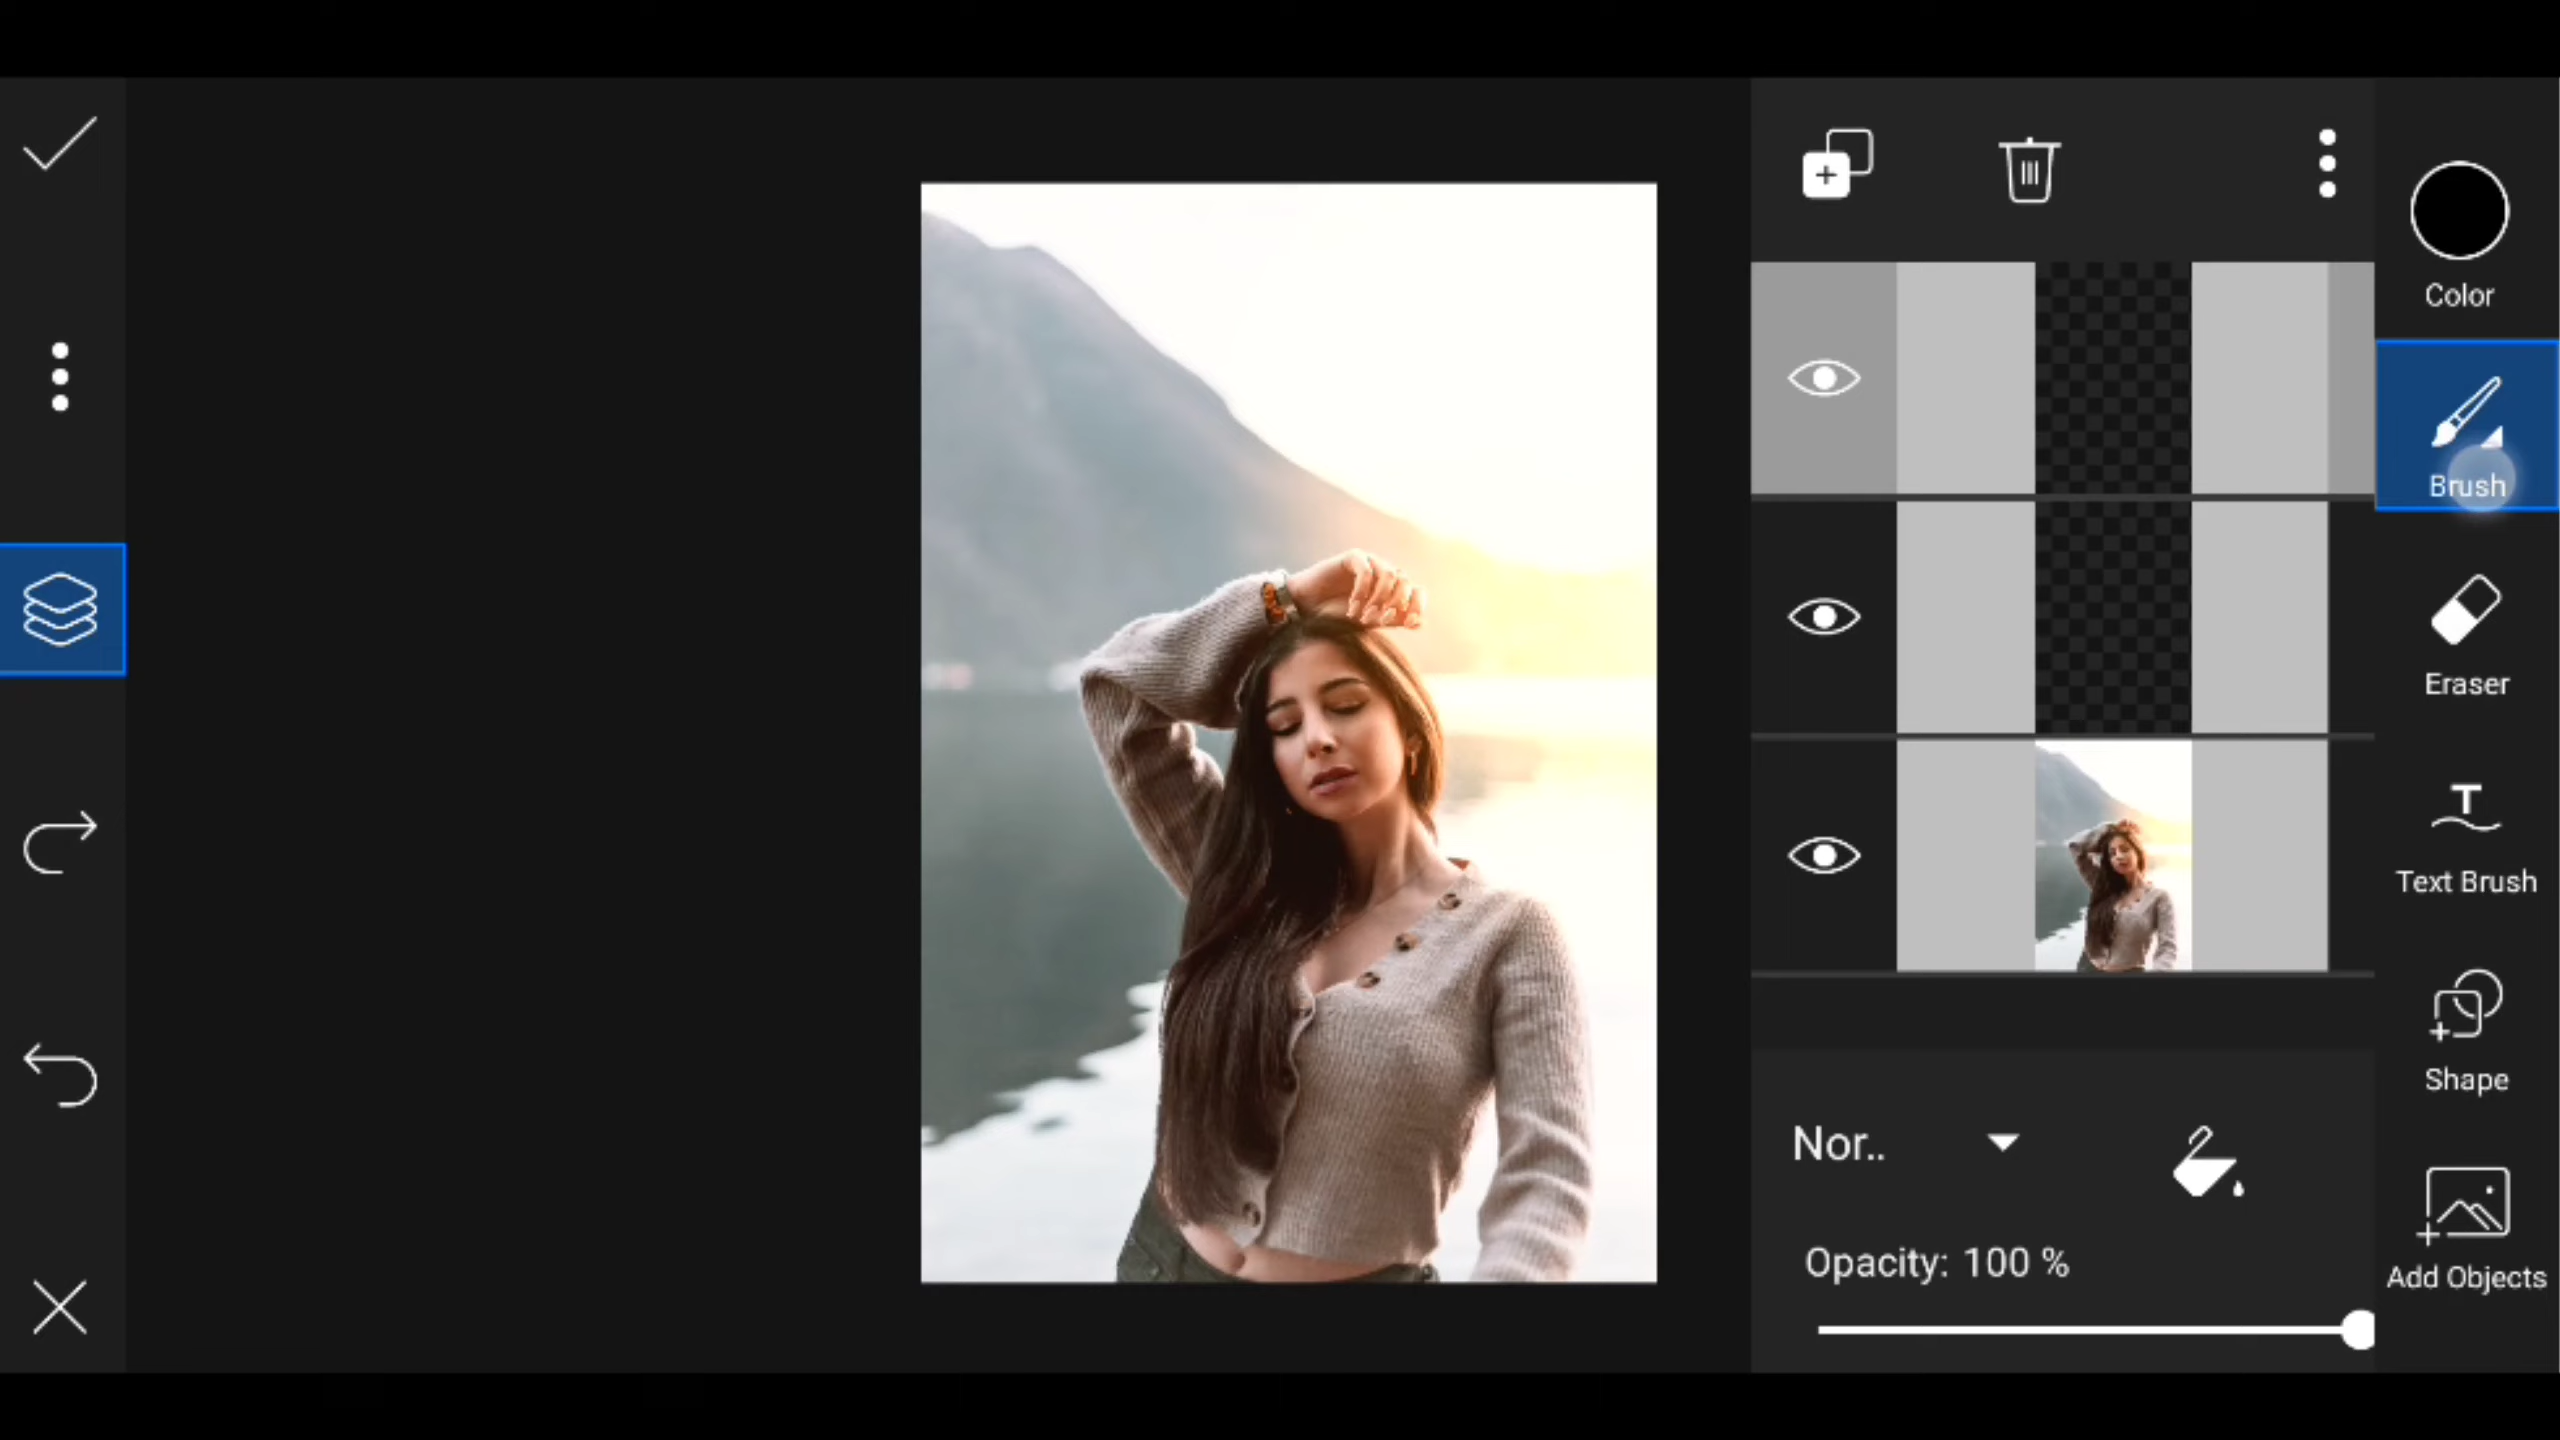 Color
Brush
Eraser
Text Brush
Shape
Nor..
Opacity: 100 %
Add Objects